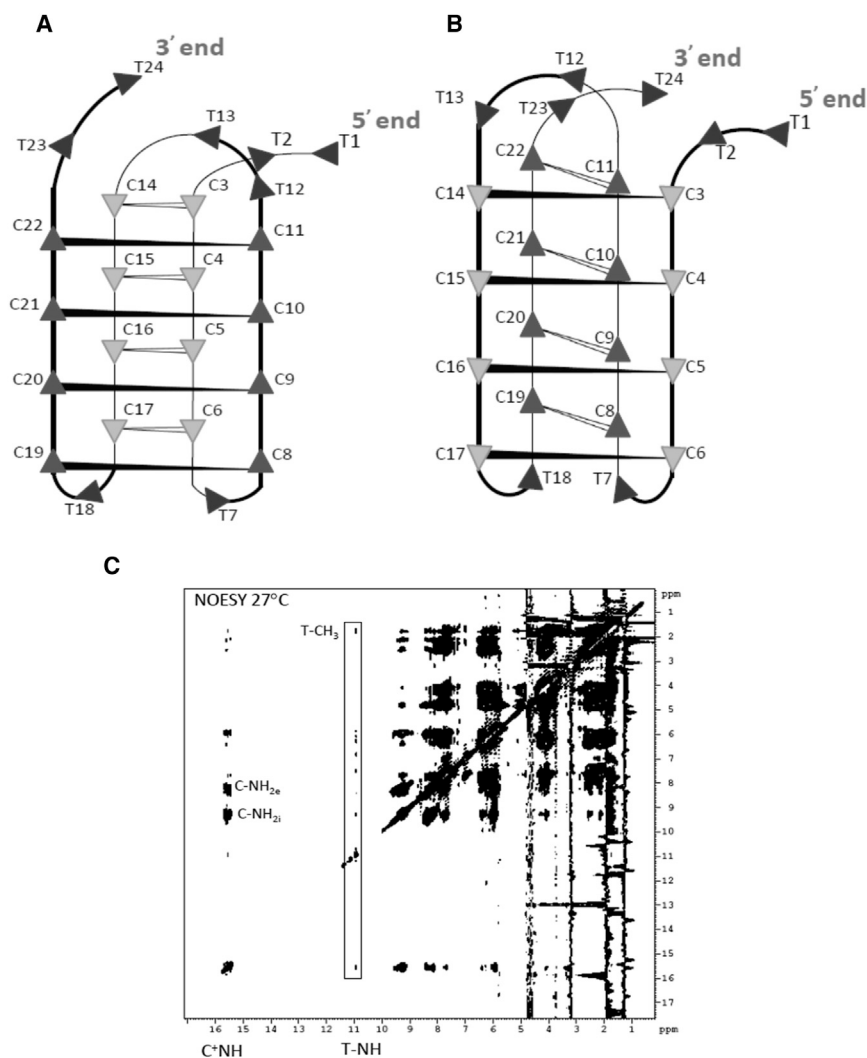 A
3′ end
T24
T13
5′ end
T23
T2
T1
C14
C3
T12
C22
C11
C15
C4
C21
C10
C16
C5
C20
C9
C17
C6
C19
C8
T18
T7
B
3′ end
T12
T24
5′ end
T13
T23
T1
T2
C22
C11
C14
C3
C21
C10
C15
C4
C20
C9
C16
C5
C19
C8
C17
C6
T18
T7
C
NOESY 27°C
ppm
T-CH3
1
2
3
4
5
6
7
C-NH2e
8
C-NH2i
9
10
11
12
13
14
15
16
17
16 15 14 13 12 11 10 9 8 7 6 5 4 3 2 1 ppm
C+NH
T-NH